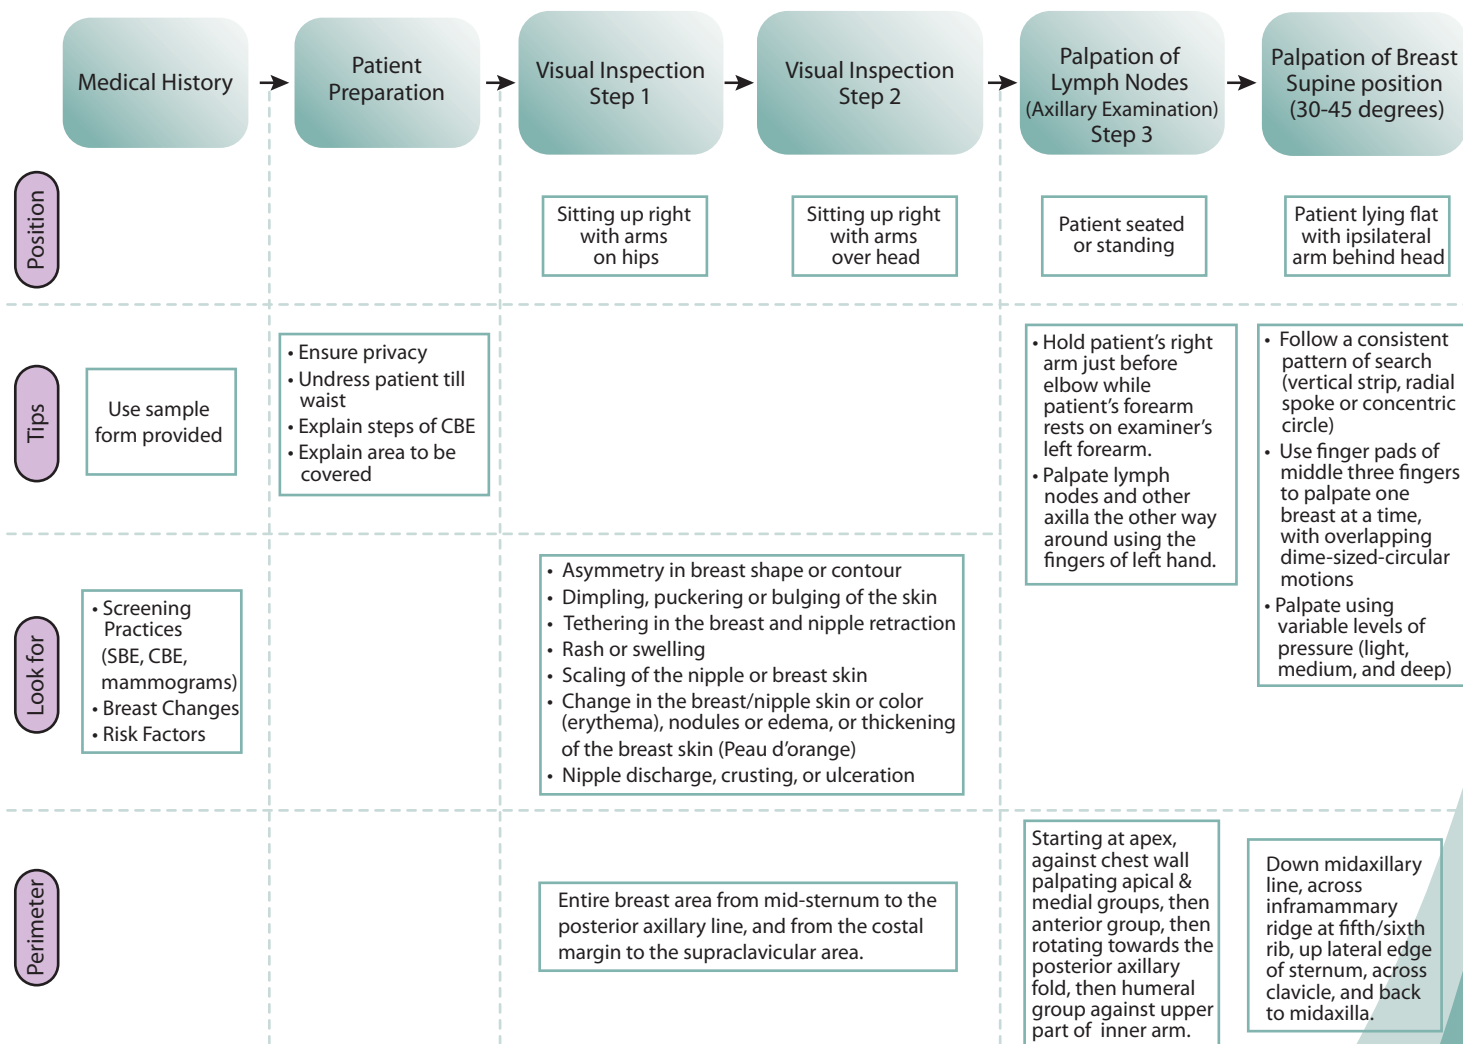 Medical History
Patient
Preparation
Visual Inspection
Step 1
Visual Inspection
Step 2
Palpation of
Lymph Nodes
(Axillary Examination)
Step 3
Palpation of Breast
Supine position
(30-45 degrees)
Position
Sitting up right
with arms
on hips
Sitting up right
with arms
over head
Patient seated
or standing
Patient lying flat
with ipsilateral
arm behind head
Tips
Use sample
form provided
• Ensure privacy
• Undress patient till
waist
• Explain steps of CBE
• Explain area to be
covered
• Hold patient's right
arm just before
elbow while
patient's forearm
rests on examiner's
left forearm.
• Palpate lymph
nodes and other
axilla the other way
around using the
fingers of left hand.
• Follow a consistent
pattern of search
(vertical strip, radial
spoke or concentric
circle)
• Use finger pads of
middle three fingers
to palpate one
breast at a time,
with overlapping
dime-sized-circular
motions
• Palpate using
variable levels of
pressure (light,
medium, and deep)
Look for
• Screening
Practices
(SBE, CBE,
mammograms)
• Breast Changes
• Risk Factors
• Asymmetry in breast shape or contour
• Dimpling, puckering or bulging of the skin
• Tethering in the breast and nipple retraction
• Rash or swelling
• Scaling of the nipple or breast skin
• Change in the breast/nipple skin or color
(erythema), nodules or edema, or thickening
of the breast skin (Peau d'orange)
• Nipple discharge, crusting, or ulceration
Perimeter
Entire breast area from mid-sternum to the
posterior axillary line, and from the costal
margin to the supraclavicular area.
Starting at apex,
against chest wall
palpating apical &
medial groups, then
anterior group, then
rotating towards the
posterior axillary
fold, then humeral
group against upper
part of inner arm.
Down midaxillary
line, across
inframammary
ridge at fifth/sixth
rib, up lateral edge
of sternum, across
clavicle, and back
to midaxilla.